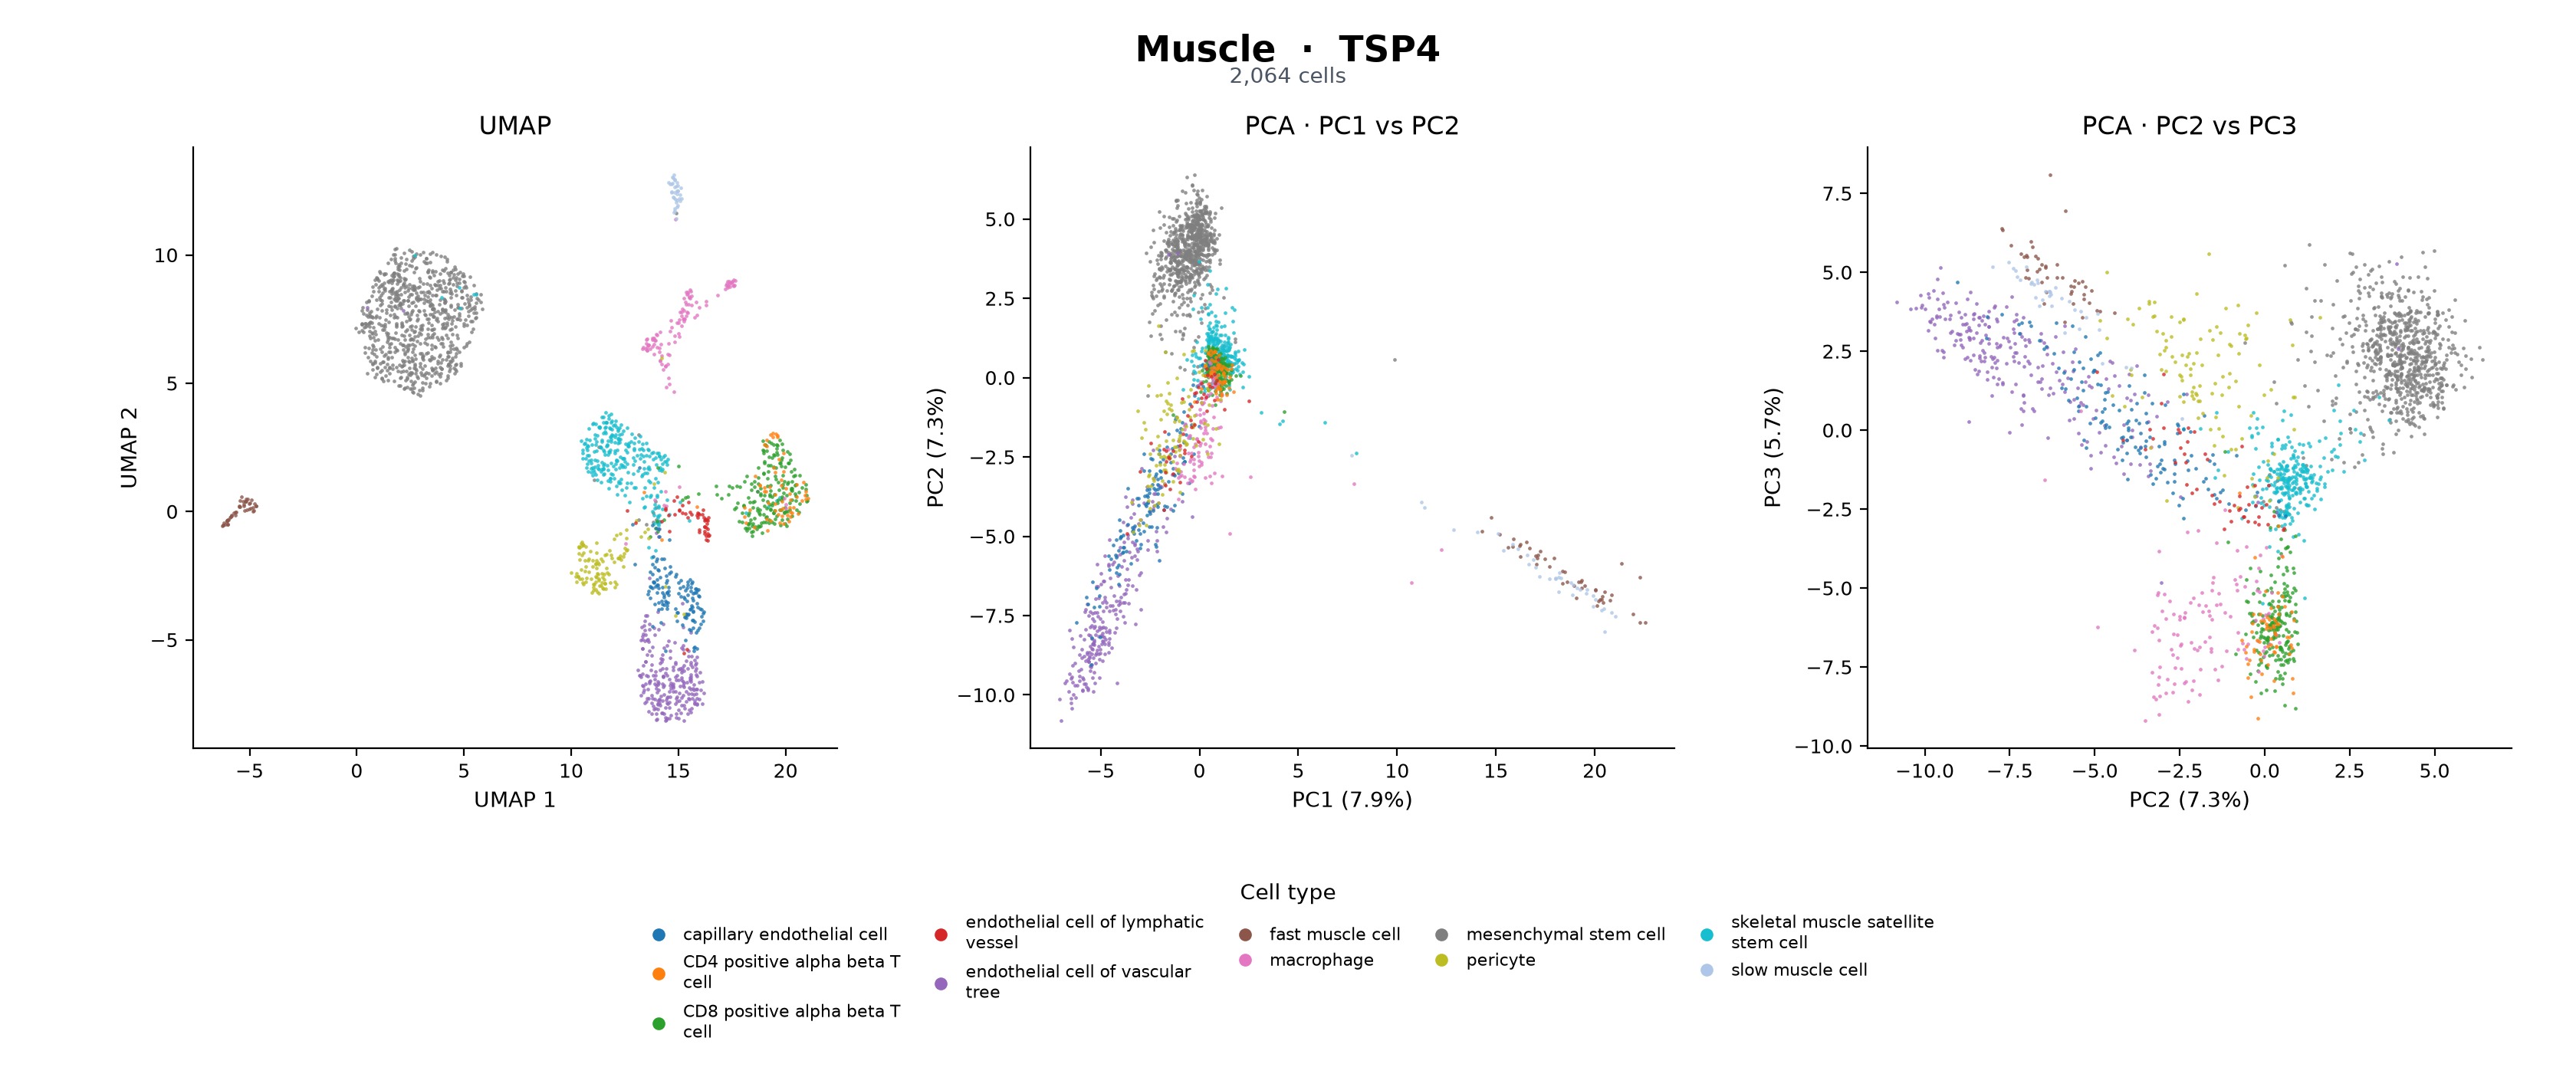 Muscle · TSP4
2,064 cells
UMAP
10
5
0
−5
UMAP 2
−5
0
5
10
15
20
UMAP 1
PCA · PC1 vs PC2
5.0
2.5
0.0
−2.5
−5.0
−7.5
−10.0
PC2 (7.3%)
−5
0
5
10
15
20
PC1 (7.9%)
PCA · PC2 vs PC3
7.5
5.0
2.5
0.0
−2.5
−5.0
−7.5
−10.0
PC3 (5.7%)
−10.0
−7.5
−5.0
−2.5
0.0
2.5
5.0
PC2 (7.3%)
Cell type
capillary endothelial cell
CD4 positive alpha beta T
cell
CD8 positive alpha beta T
cell
endothelial cell of lymphatic
vessel
endothelial cell of vascular
tree
fast muscle cell
macrophage
mesenchymal stem cell
pericyte
skeletal muscle satellite
stem cell
slow muscle cell